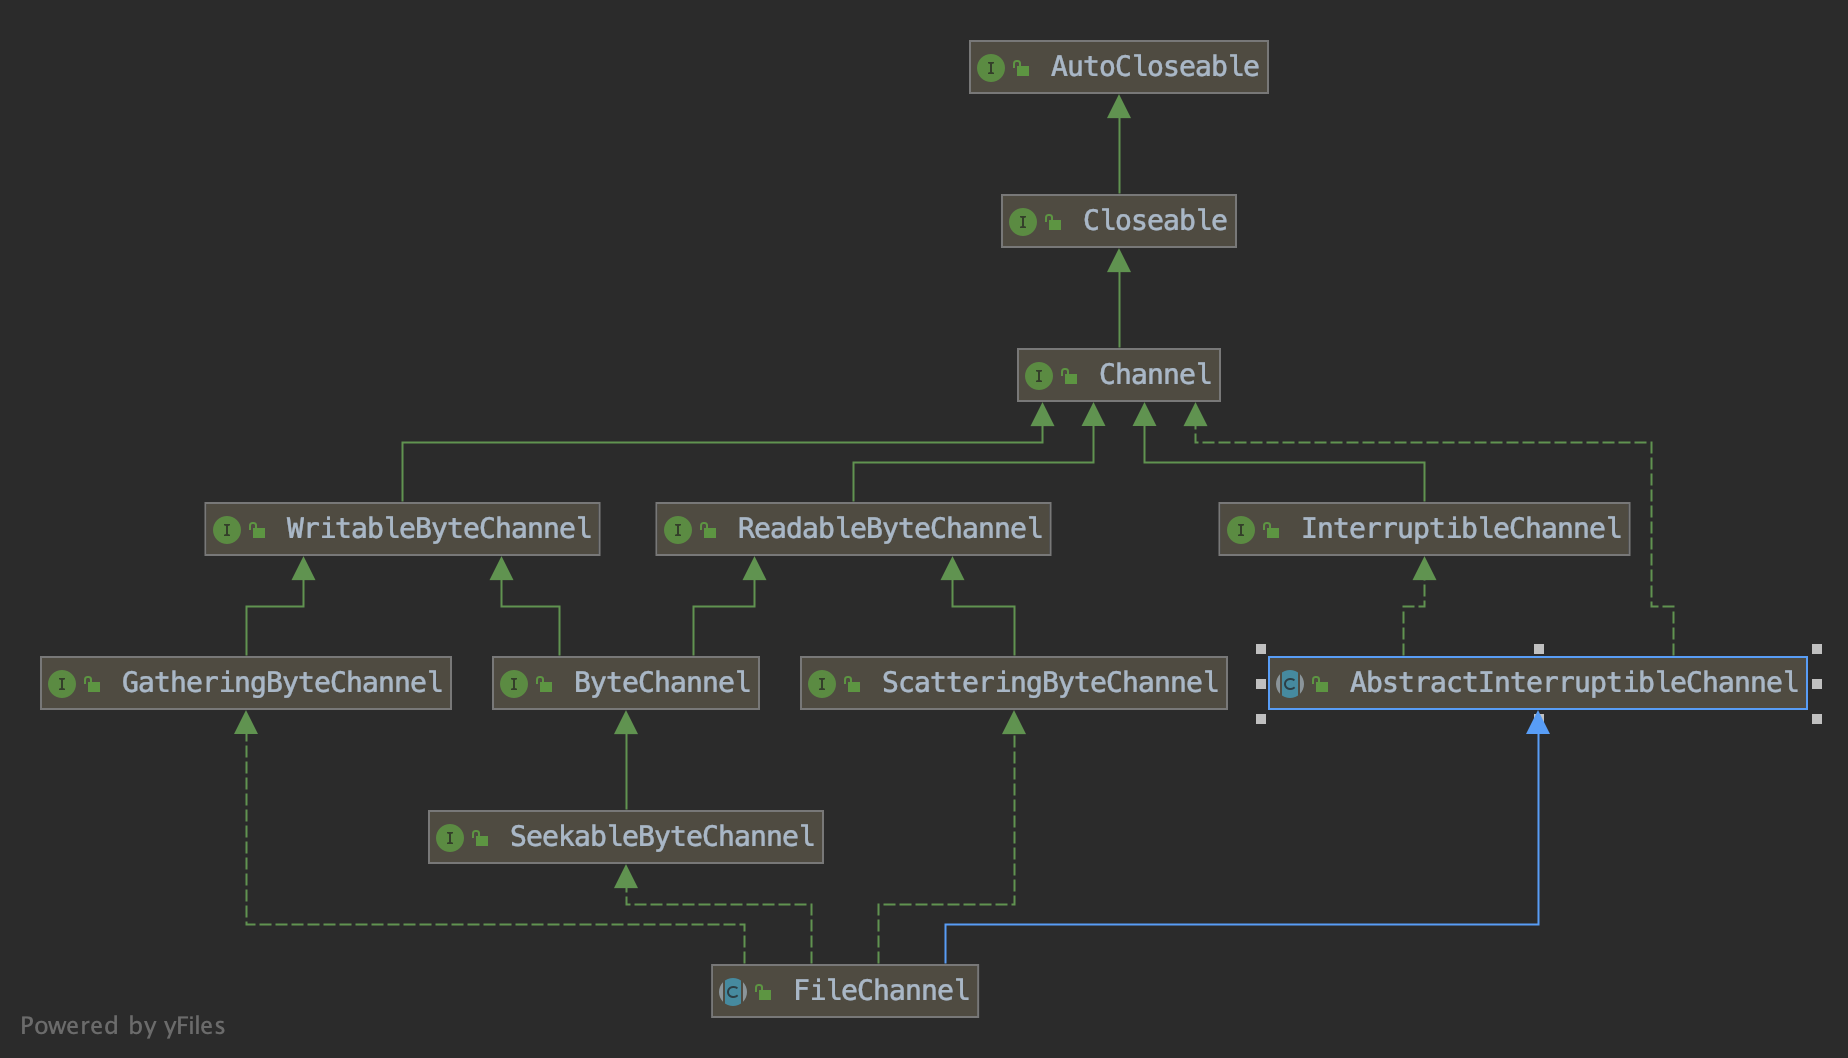 AutoCloseable
Closeable
Channel
WritableByteChannel
ReadableByteChannel
InterruptibleChannel
GatheringByteChannel
ByteChannel
ScatteringByteChannel
AbstractInterruptibleChannel
SeekableByteChannel
FileChannel
Powered by yFiles